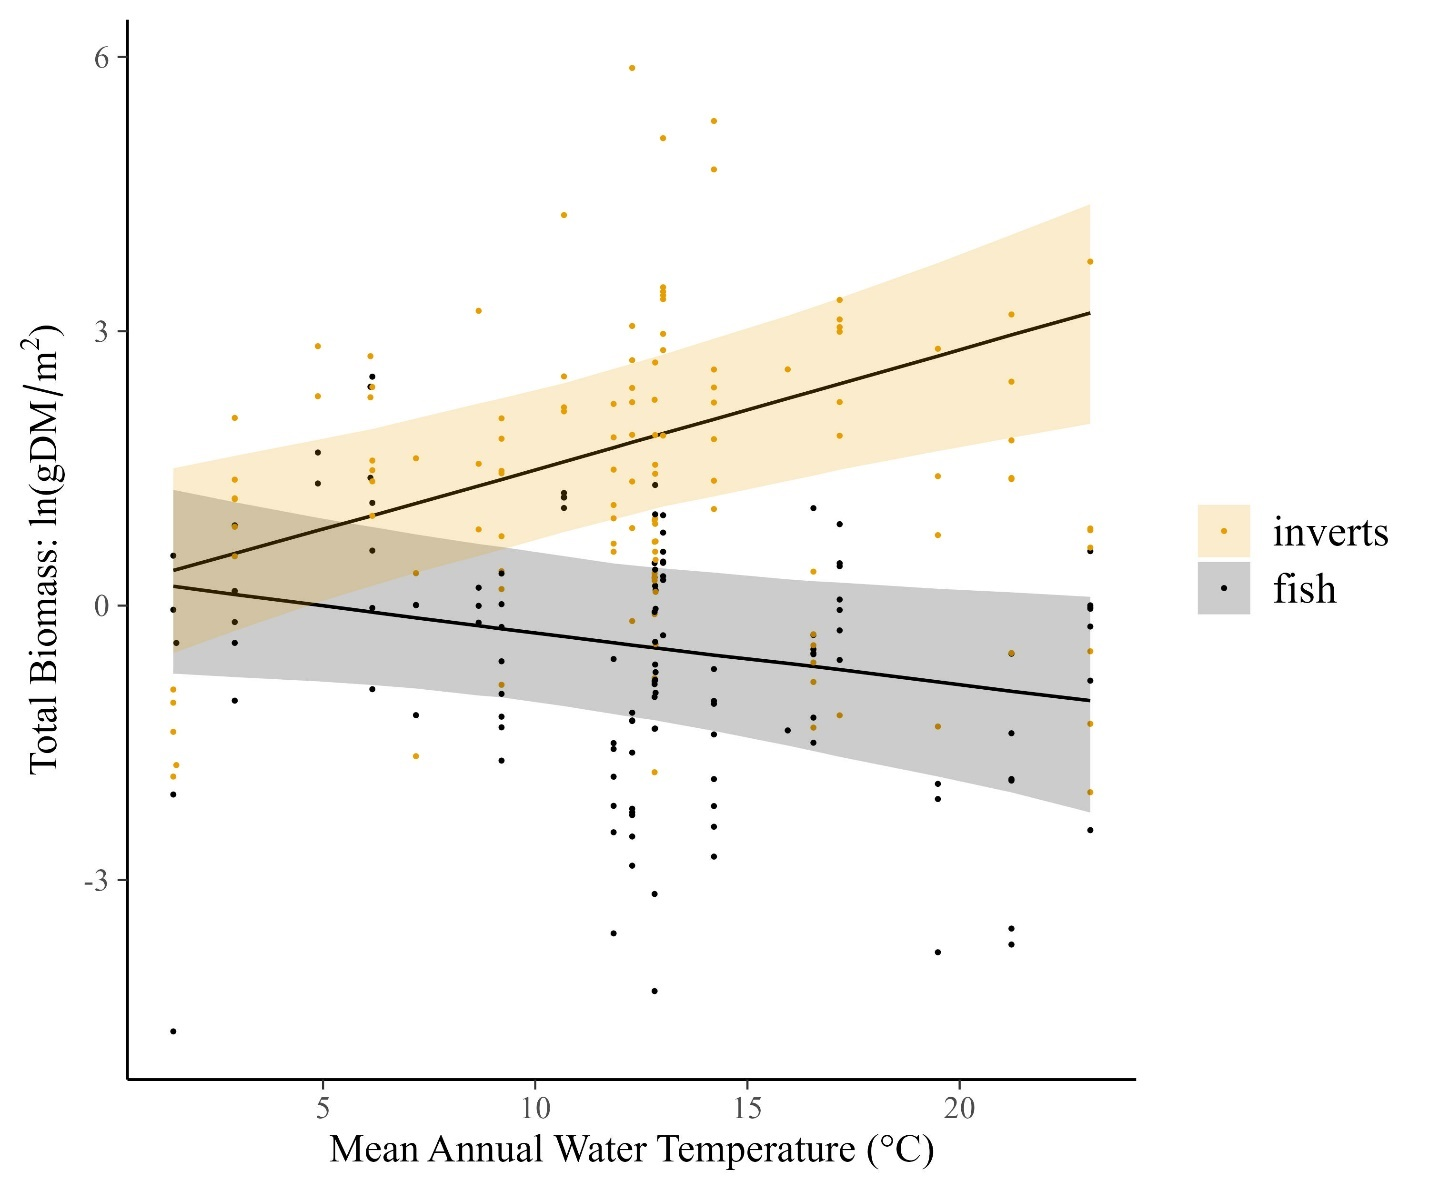 Total Biomass: ln(gDM/m²)
6
3
0
-3
5 10 15 20
Mean Annual Water Temperature (°C)
inverts
fish